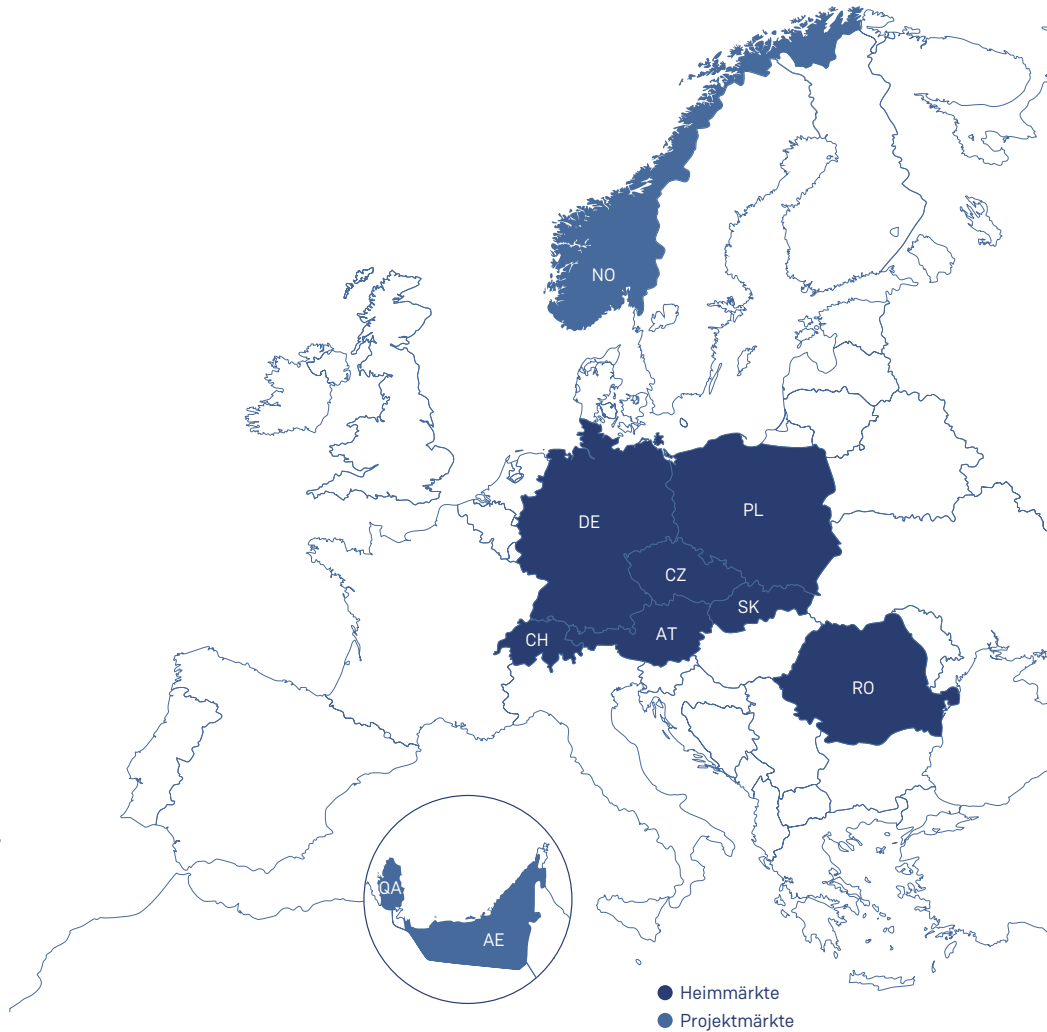 NO
DE
PL
CZ
SK
CH
AT
RO
QA
AE
Heimmärkte
Projektmärkte